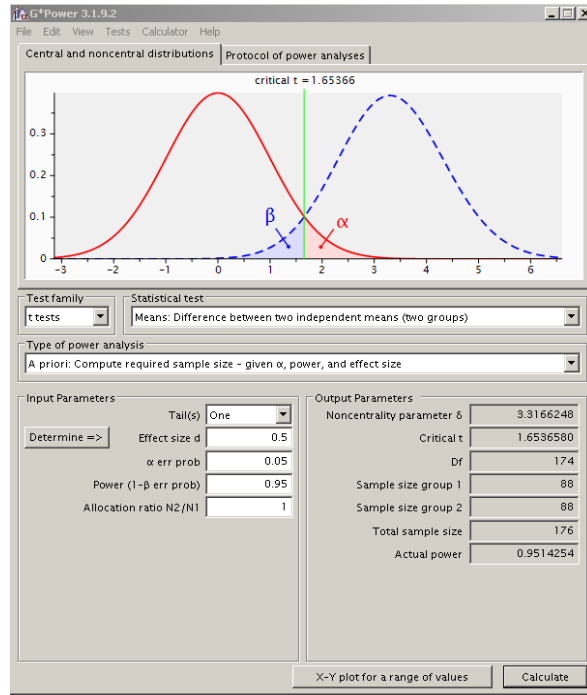 G*Power 3.1.9.2
File Edit View Tests Calculator Help
Central and noncentral distributions Protocol of power analyses
critical t = 1.65366
0.3
0.2
0.1
0
β
α
-3 -2 -1 0 1 2 3 4 5 6
Test family
t tests
Statistical test
Means: Difference between two independent means (two groups)
Type of power analysis
A priori: Compute required sample size - given α, power, and effect size
Input Parameters
Tail(s) One
Determine =>
Effect size d 0.5
α err prob 0.05
Power (1-β err prob) 0.95
Allocation ratio N2/N1 1
Output Parameters
Noncentrality parameter δ 3.3166248
Critical t 1.6536580
Df 174
Sample size group 1 88
Sample size group 2 88
Total sample size 176
Actual power 0.9514254
X-Y plot for a range of values
Calculate